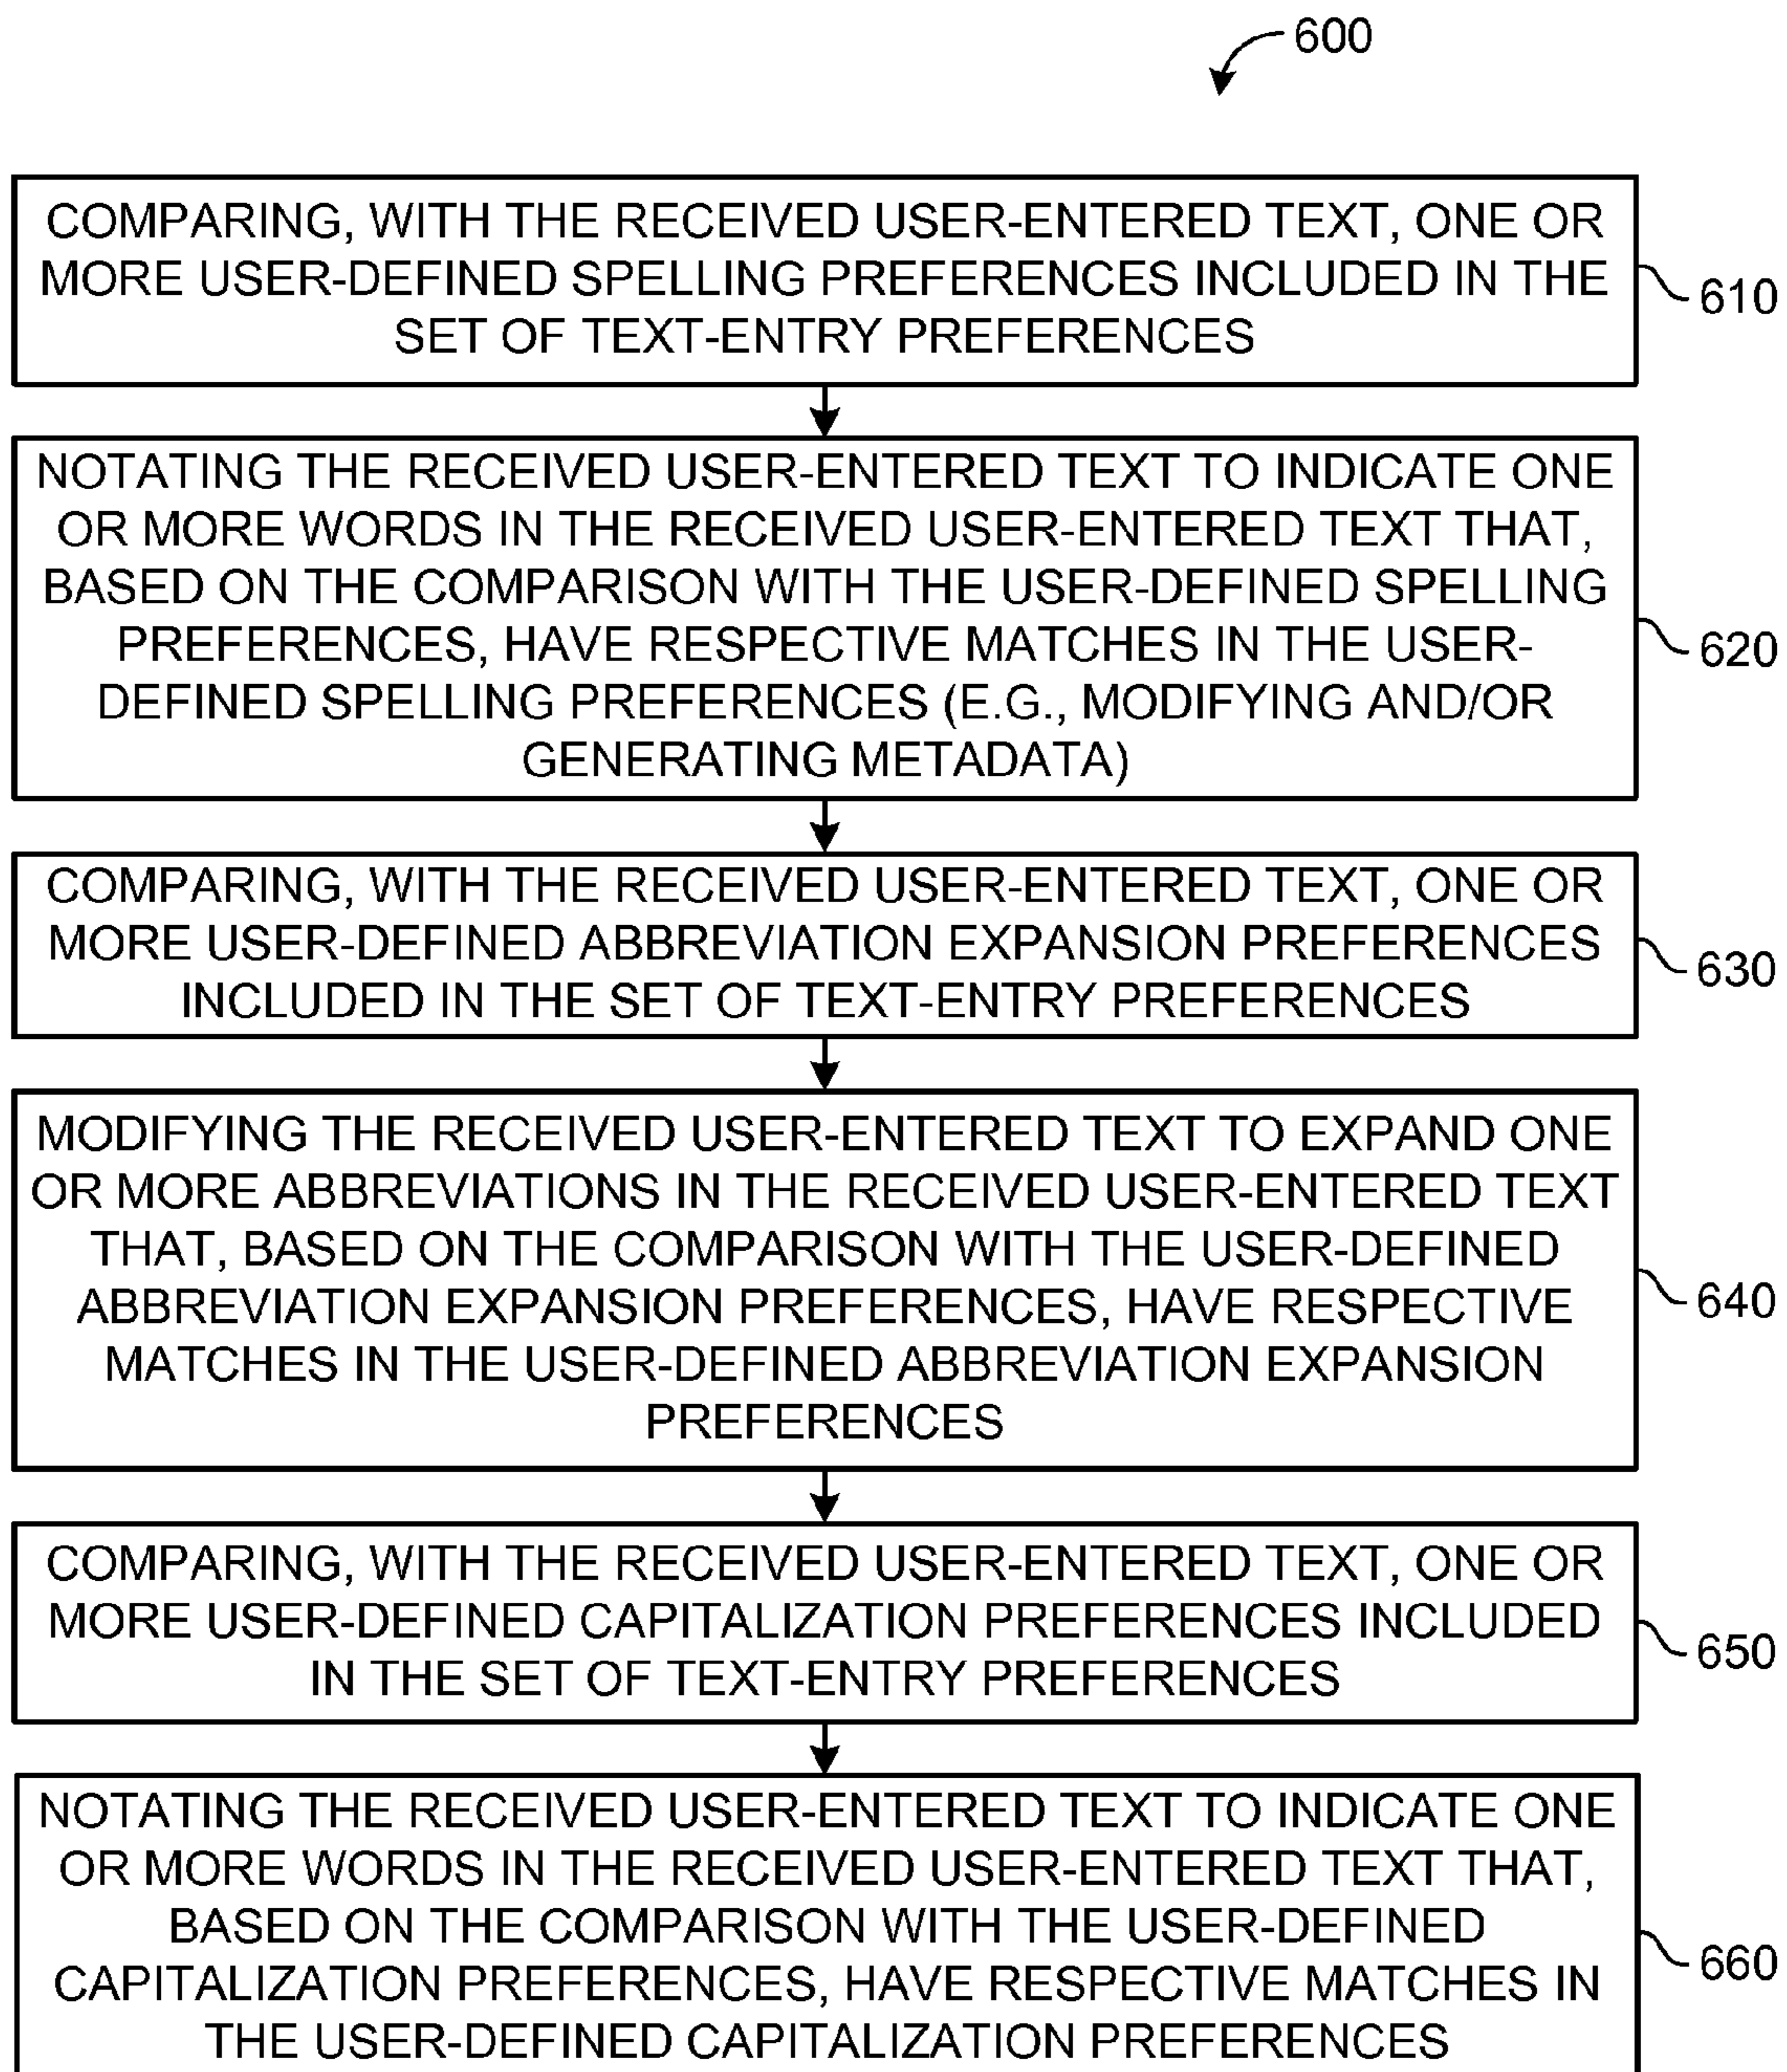 600
COMPARING, WITH THE RECEIVED USER-ENTERED TEXT, ONE OR
MORE USER-DEFINED SPELLING PREFERENCES INCLUDED IN THE
SET OF TEXT-ENTRY PREFERENCES
610
NOTATING THE RECEIVED USER-ENTERED TEXT TO INDICATE ONE
OR MORE WORDS IN THE RECEIVED USER-ENTERED TEXT THAT,
BASED ON THE COMPARISON WITH THE USER-DEFINED SPELLING
PREFERENCES, HAVE RESPECTIVE MATCHES IN THE USER-
DEFINED SPELLING PREFERENCES (E.G., MODIFYING AND/OR
GENERATING METADATA)
620
COMPARING, WITH THE RECEIVED USER-ENTERED TEXT, ONE OR
MORE USER-DEFINED ABBREVIATION EXPANSION PREFERENCES
INCLUDED IN THE SET OF TEXT-ENTRY PREFERENCES
630
MODIFYING THE RECEIVED USER-ENTERED TEXT TO EXPAND ONE
OR MORE ABBREVIATIONS IN THE RECEIVED USER-ENTERED TEXT
THAT, BASED ON THE COMPARISON WITH THE USER-DEFINED
ABBREVIATION EXPANSION PREFERENCES, HAVE RESPECTIVE
MATCHES IN THE USER-DEFINED ABBREVIATION EXPANSION
PREFERENCES
640
COMPARING, WITH THE RECEIVED USER-ENTERED TEXT, ONE OR
MORE USER-DEFINED CAPITALIZATION PREFERENCES INCLUDED
IN THE SET OF TEXT-ENTRY PREFERENCES
650
NOTATING THE RECEIVED USER-ENTERED TEXT TO INDICATE ONE
OR MORE WORDS IN THE RECEIVED USER-ENTERED TEXT THAT,
BASED ON THE COMPARISON WITH THE USER-DEFINED
CAPITALIZATION PREFERENCES, HAVE RESPECTIVE MATCHES IN
THE USER-DEFINED CAPITALIZATION PREFERENCES
660